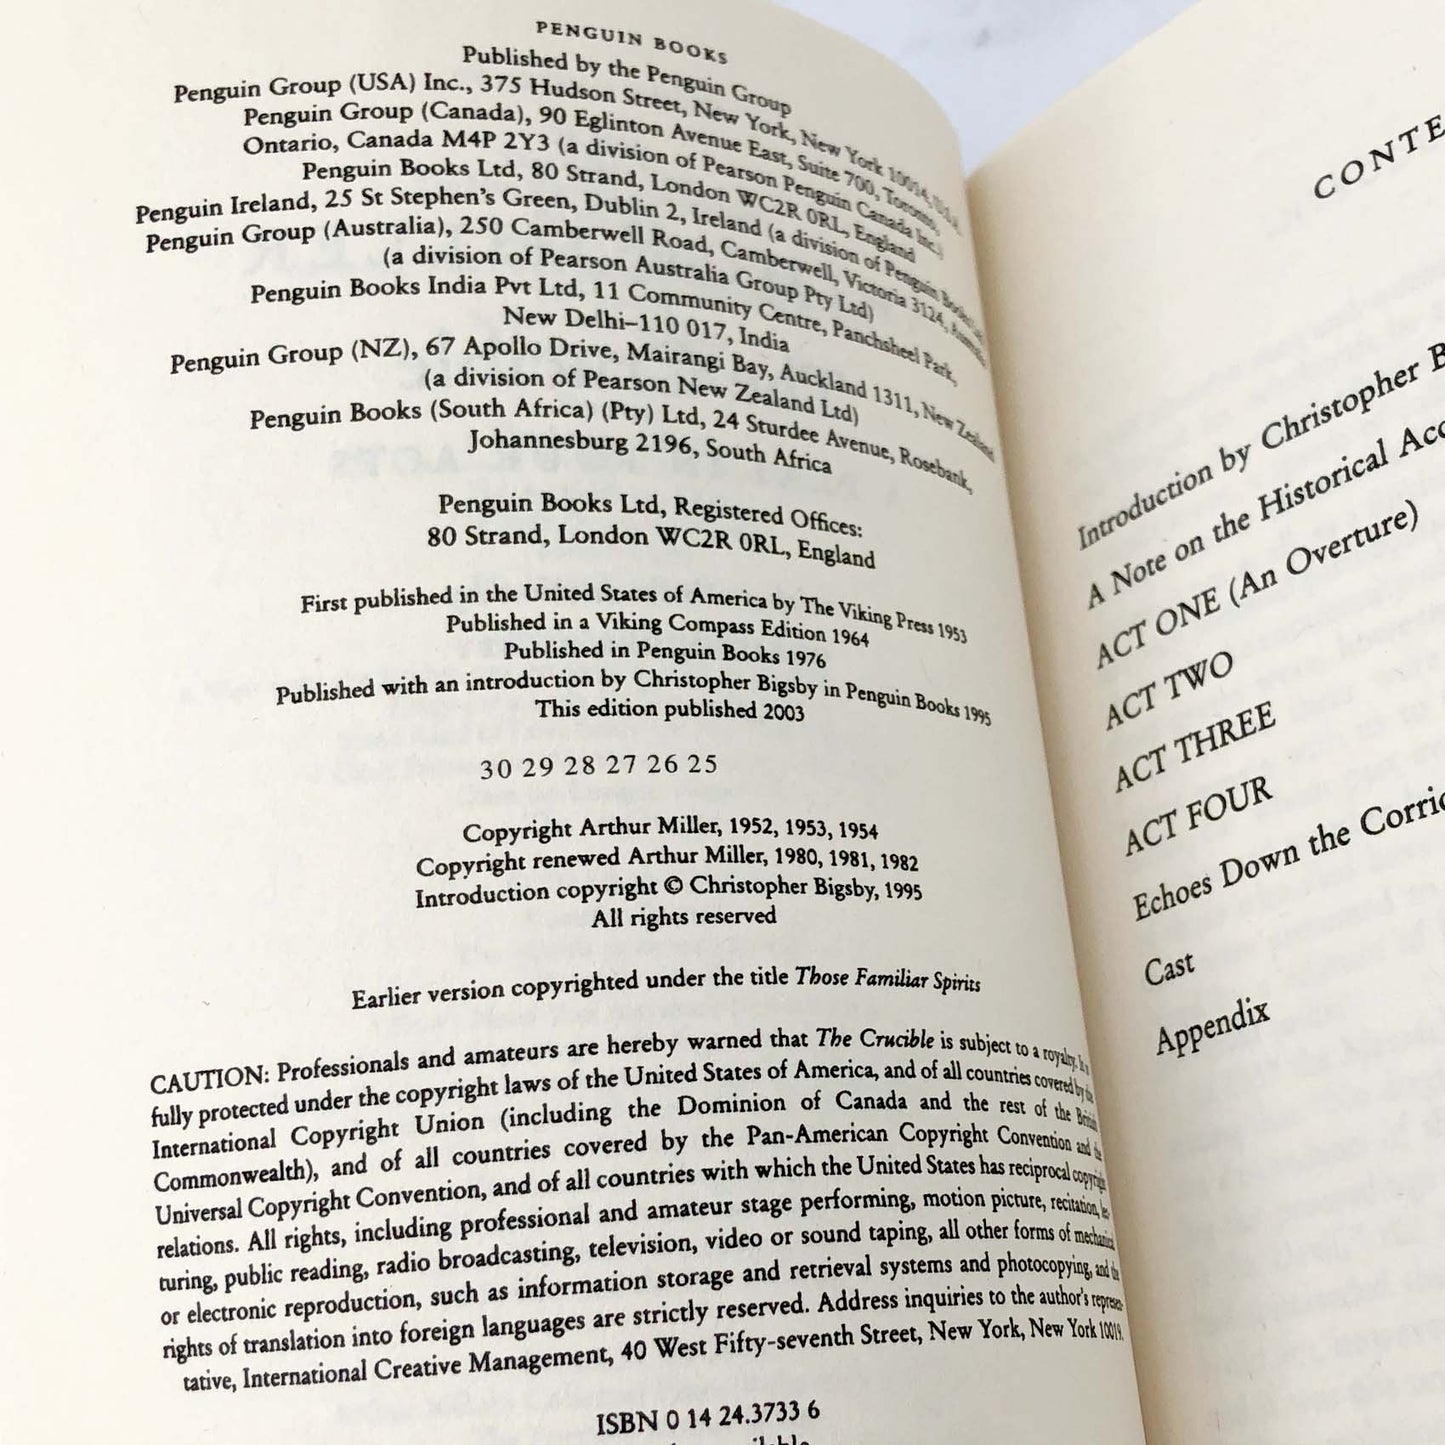 PENGUIN BOOKS
Published by the Penguin Group
Penguin Group (USA) Inc., 375 Hudson Street, New York, New York 10014, U.S.A.
Penguin Group (Canada), 90 Eglinton Avenue East, Suite 700, Toronto,
Ontario, Canada M4P 2Y3 (a division of Pearson Penguin Canada Inc.)
Penguin Books Ltd, 80 Strand, London WC2R 0RL, England
Penguin Ireland, 25 St Stephen's Green, Dublin 2, Ireland (a division of Penguin Books Ltd)
Penguin Group (Australia), 250 Camberwell Road, Camberwell, Victoria 3124, Australia
(a division of Pearson Australia Group Pty Ltd)
Penguin Books India Pvt Ltd, 11 Community Centre, Panchsheel Park,
New Delhi–110 017, India
Penguin Group (NZ), 67 Apollo Drive, Mairangi Bay, Auckland 1311, New Zealand
(a division of Pearson New Zealand Ltd)
Penguin Books (South Africa) (Pty) Ltd, 24 Sturdee Avenue, Rosebank,
Johannesburg 2196, South Africa
Penguin Books Ltd, Registered Offices:
80 Strand, London WC2R 0RL, England
First published in the United States of America by The Viking Press 1953
Published in a Viking Compass Edition 1964
Published in Penguin Books 1976
Published with an introduction by Christopher Bigsby in Penguin Books 1995
This edition published 2003
30 29 28 27 26 25
Copyright Arthur Miller, 1952, 1953, 1954
Copyright renewed Arthur Miller, 1980, 1981, 1982
Introduction copyright © Christopher Bigsby, 1995
All rights reserved
Earlier version copyrighted under the title Those Familiar Spirits
CAUTION: Professionals and amateurs are hereby warned that The Crucible is subject to a royalty. It is
fully protected under the copyright laws of the United States of America, and of all countries covered by the
International Copyright Union (including the Dominion of Canada and the rest of the British
Commonwealth), and of all countries covered by the Pan-American Copyright Convention and the
Universal Copyright Convention, and of all countries with which the United States has reciprocal copyright
relations. All rights, including professional and amateur stage performing, motion picture, recitation, lec-
turing, public reading, radio broadcasting, television, video or sound taping, all other forms of mechanical
or electronic reproduction, such as information storage and retrieval systems and photocopying, and the
rights of translation into foreign languages are strictly reserved. Address inquiries to the author's represen-
tative, International Creative Management, 40 West Fifty-seventh Street, New York, New York 10019.
ISBN 0 14 24.3733 6
CONTE
Introduction by Christopher B
A Note on the Historical Acc
ACT ONE (An Overture)
ACT TWO
ACT THREE
ACT FOUR
Echoes Down the Corrid
Cast
Appendix